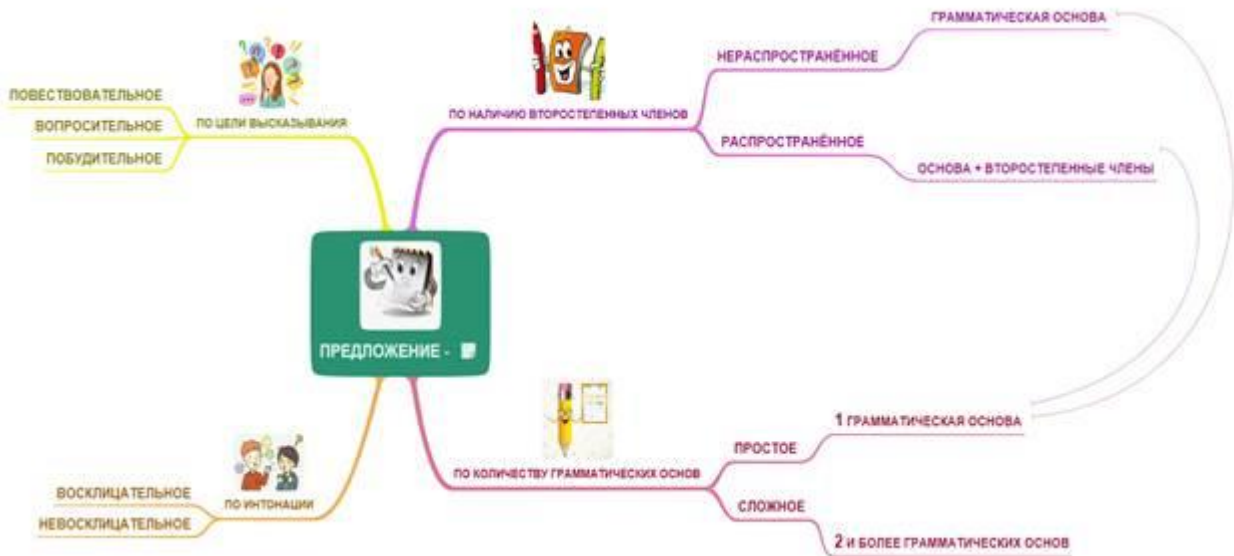 ПОВЕСТВОВАТЕЛЬНОЕ
ВОПРОСИТЕЛЬНОЕ
ПОБУДИТЕЛЬНОЕ
ПО ЦЕЛИ ВЫСКАЗЫВАНИЯ
ПО НАЛИЧИЮ ВТОРОСТЕПЕННЫХ ЧЛЕНОВ
НЕРАСПРОСТРАНЁННОЕ
ГРАММАТИЧЕСКАЯ ОСНОВА
РАСПРОСТРАНЁННОЕ
ОСНОВА + ВТОРОСТЕПЕННЫЕ ЧЛЕНЫ
ПРЕДЛОЖЕНИЕ -
ВОСКЛИЦАТЕЛЬНОЕ
НЕВОСКЛИЦАТЕЛЬНОЕ
ПО ИНТОНАЦИИ
ПО КОЛИЧЕСТВУ ГРАММАТИЧЕСКИХ ОСНОВ
ПРОСТОЕ
1 ГРАММАТИЧЕСКАЯ ОСНОВА
СЛОЖНОЕ
2 И БОЛЕЕ ГРАММАТИЧЕСКИХ ОСНОВ